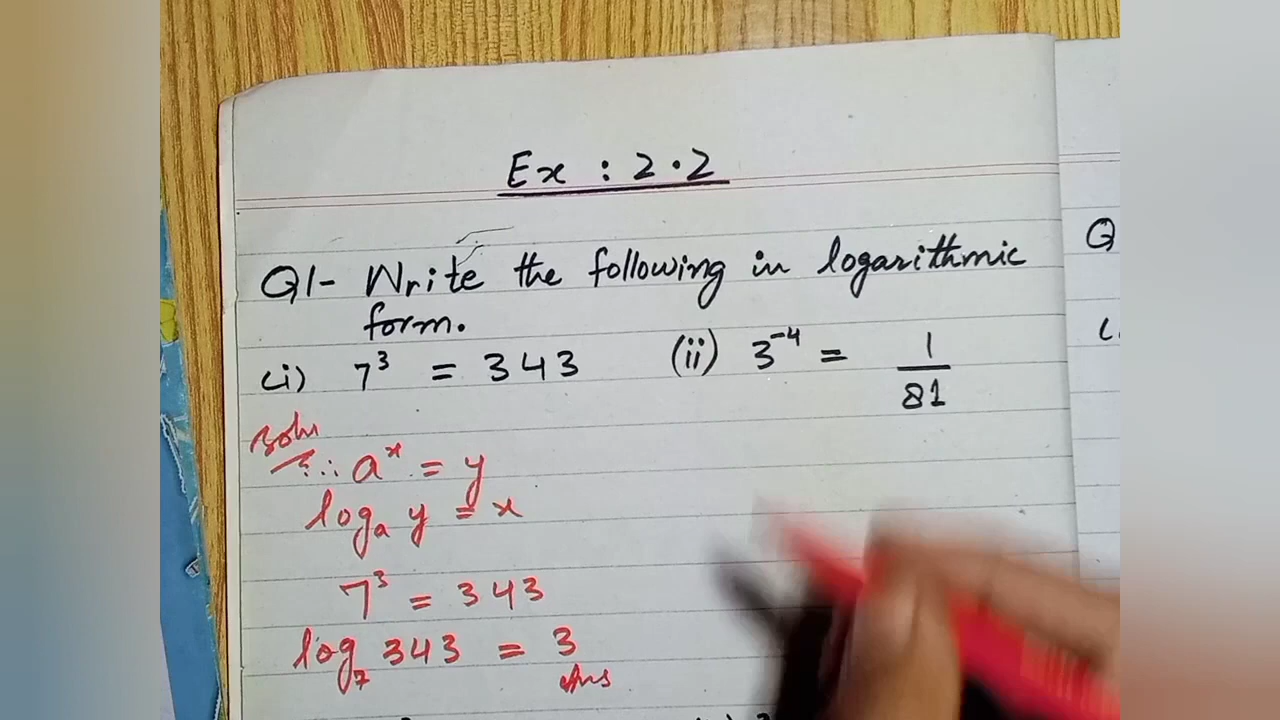 Ex : 2.2
Q1- Write the following in logarithmic
form.
(i) 7³ = 343 (ii) 3⁻⁴ = 1/81
Soln
∴ aˣ = y
logₐ y = x
7³ = 343
log₇ 343 = 3
Ans
Q